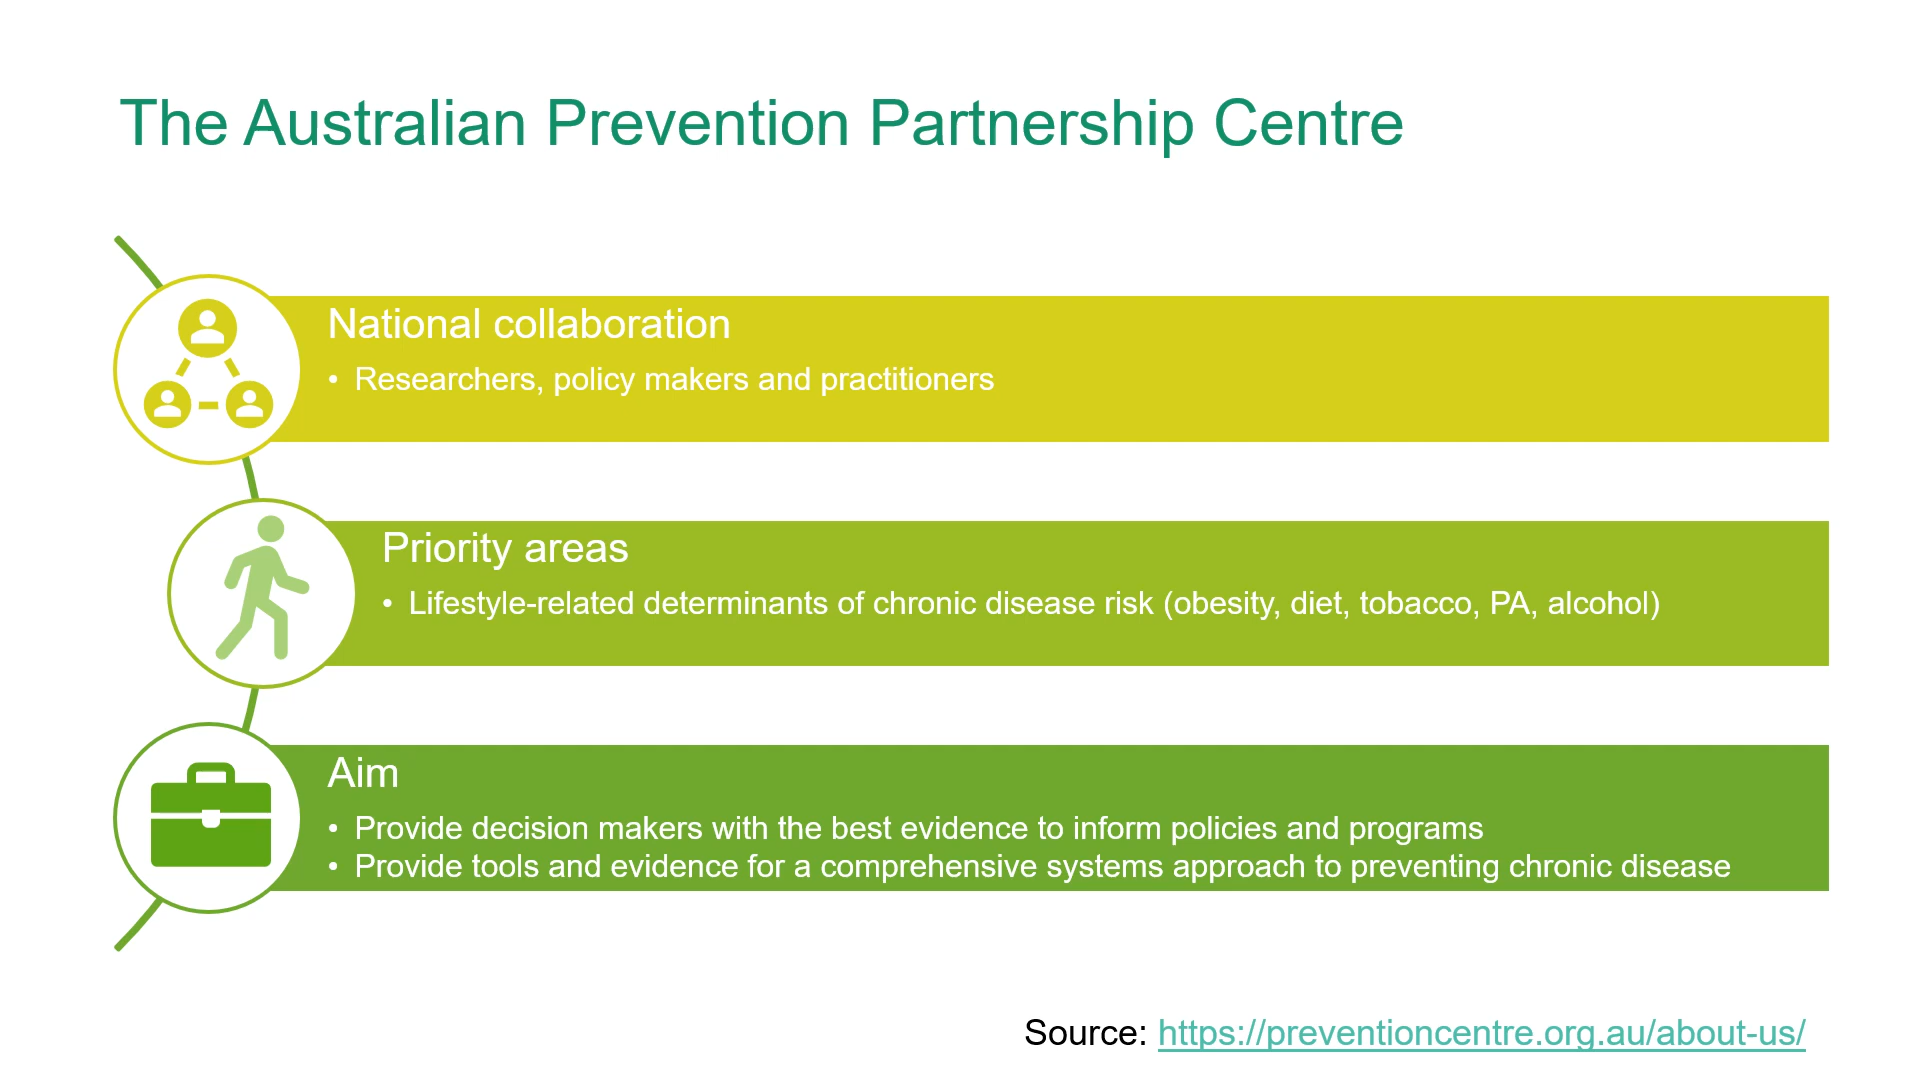 The Australian Prevention Partnership Centre
National collaboration
• Researchers, policy makers and practitioners
Priority areas
• Lifestyle-related determinants of chronic disease risk (obesity, diet, tobacco, PA, alcohol)
Aim
• Provide decision makers with the best evidence to inform policies and programs
• Provide tools and evidence for a comprehensive systems approach to preventing chronic disease
Source: https://preventioncentre.org.au/about-us/